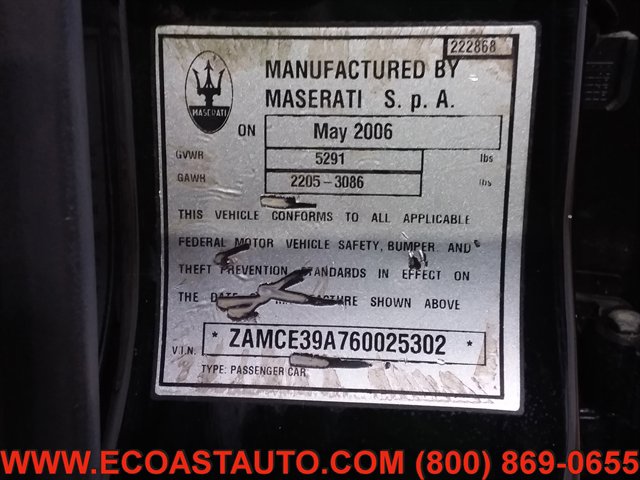 222868
MASERATI
MANUFACTURED BY
MASERATI S. p. A.
ON May 2006
GVWR 5291 lbs
GAWR 2205-3086 lbs
THIS VEHICLE CONFORMS TO ALL APPLICABLE
FEDERAL MOTOR VEHICLE SAFETY, BUMPER AND
THEFT PREVENTION STANDARDS IN EFFECT ON
THE DATE MANUFACTURE SHOWN ABOVE
V.I.N. * ZAMCE39A760025302 *
TYPE: PASSENGER CAR
WWW.ECOASTAUTO.COM (800) 869-0655